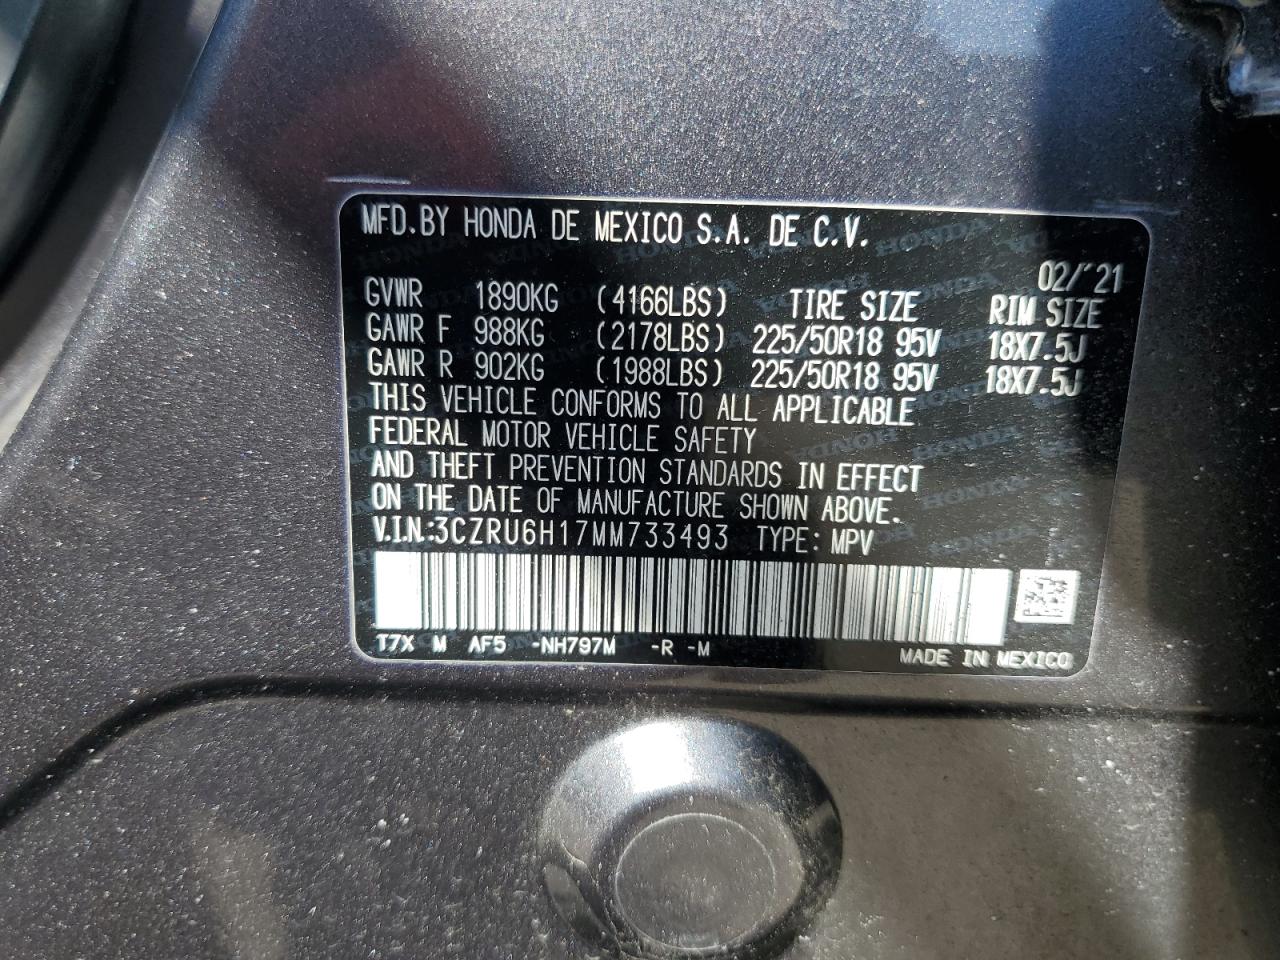 MFD.BY HONDA DE MEXICO S.A. DE C.V.
02/'21
GVWR 1890KG (4166LBS) TIRE SIZE RIM SIZE
GAWR F 988KG (2178LBS) 225/50R18 95V 18X7.5J
GAWR R 902KG (1988LBS) 225/50R18 95V 18X7.5J
THIS VEHICLE CONFORMS TO ALL APPLICABLE
FEDERAL MOTOR VEHICLE SAFETY
AND THEFT PREVENTION STANDARDS IN EFFECT
ON THE DATE OF MANUFACTURE SHOWN ABOVE.
V.I.N.:3CZRU6H17MM733493 TYPE: MPV
T7X M AF5 -NH797M -R -M
MADE IN MEXICO